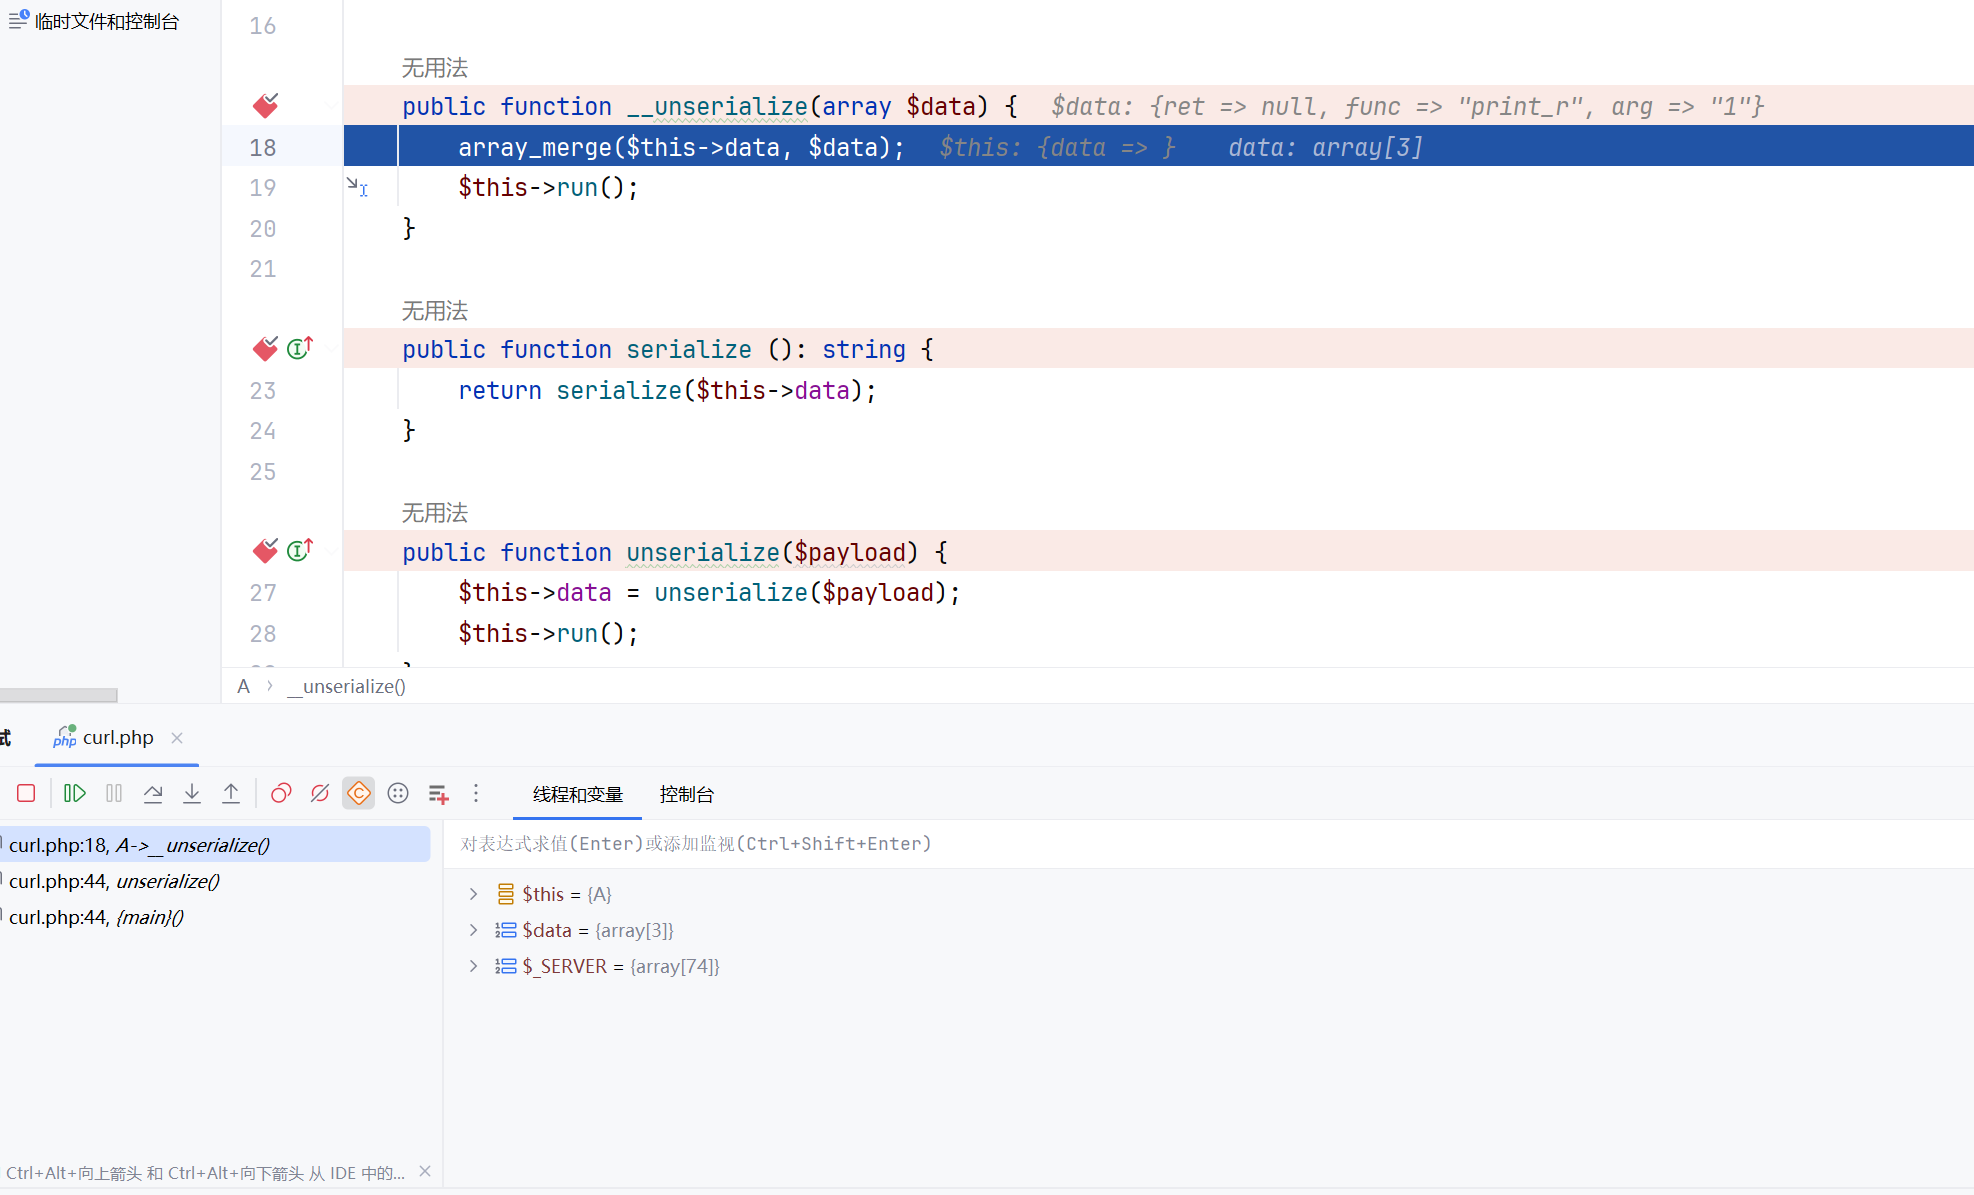 临时文件和控制台
16
无用法
public function __unserialize(array $data) {   $data: {ret => null, func => "print_r", arg => "1"}
18 array_merge($this->data, $data);   $this: {data => }   data: array[3]
19 $this->run();
20 }
21
无用法
public function serialize (): string {
23 return serialize($this->data);
24 }
25
无用法
public function unserialize($payload) {
27 $this->data = unserialize($payload);
28 $this->run();
A › __unserialize()
试 php curl.php ×
线程和变量 控制台
curl.php:18, A->__unserialize()
curl.php:44, unserialize()
curl.php:44, {main}()
对表达式求值(Enter)或添加监视(Ctrl+Shift+Enter)
$this = {A}
$data = {array[3]}
$_SERVER = {array[74]}
Ctrl+Alt+向上箭头 和 Ctrl+Alt+向下箭头 从 IDE 中的... ×